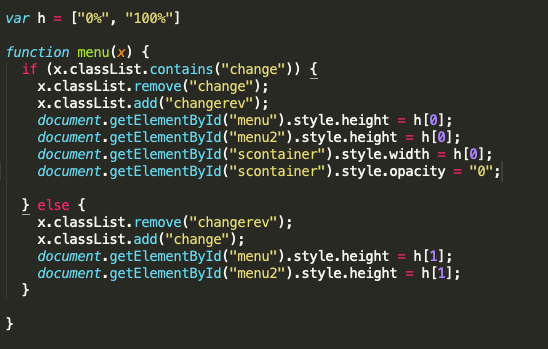 var h = ["0%", "100%"]
function menu(x) {
if (x.classList.contains("change")) {
x.classList.remove("change");
x.classList.add("changerev");
document.getElementById("menu").style.height = h[0];
document.getElementById("menu2").style.height = h[0];
document.getElementById("scontainer").style.width = h[0];
document.getElementById("scontainer").style.opacity = "0";
} else {
x.classList.remove("changerev");
x.classList.add("change");
document.getElementById("menu").style.height = h[1];
document.getElementById("menu2").style.height = h[1];
}
}